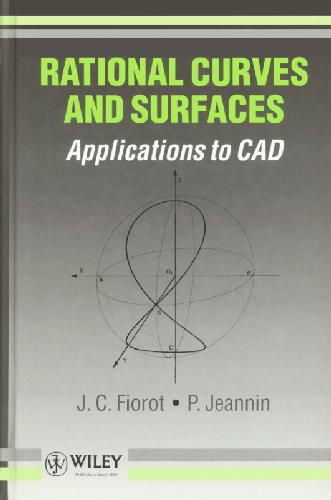 RATIONAL CURVES
AND SURFACES
Applications to CAD
J. C. Fiorot • P. Jeannin
WILEY